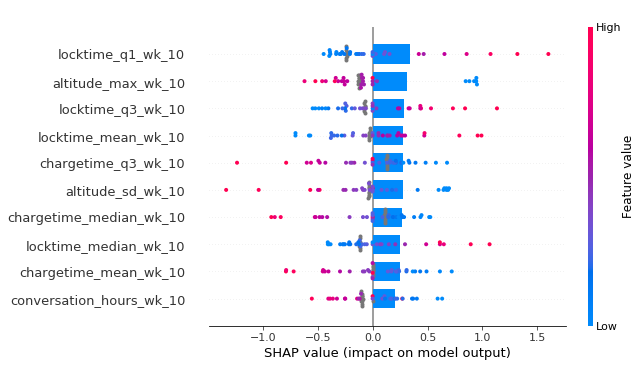 High
locktime_q1_wk_10
altitude_max_wk_10
locktime_q3_wk_10
locktime_mean_wk_10
chargetime_q3_wk_10
altitude_sd_wk_10
chargetime_median_wk_10
locktime_median_wk_10
chargetime_mean_wk_10
conversation_hours_wk_10
Feature value
Low
−1.0 −0.5 0.0 0.5 1.0 1.5
SHAP value (impact on model output)